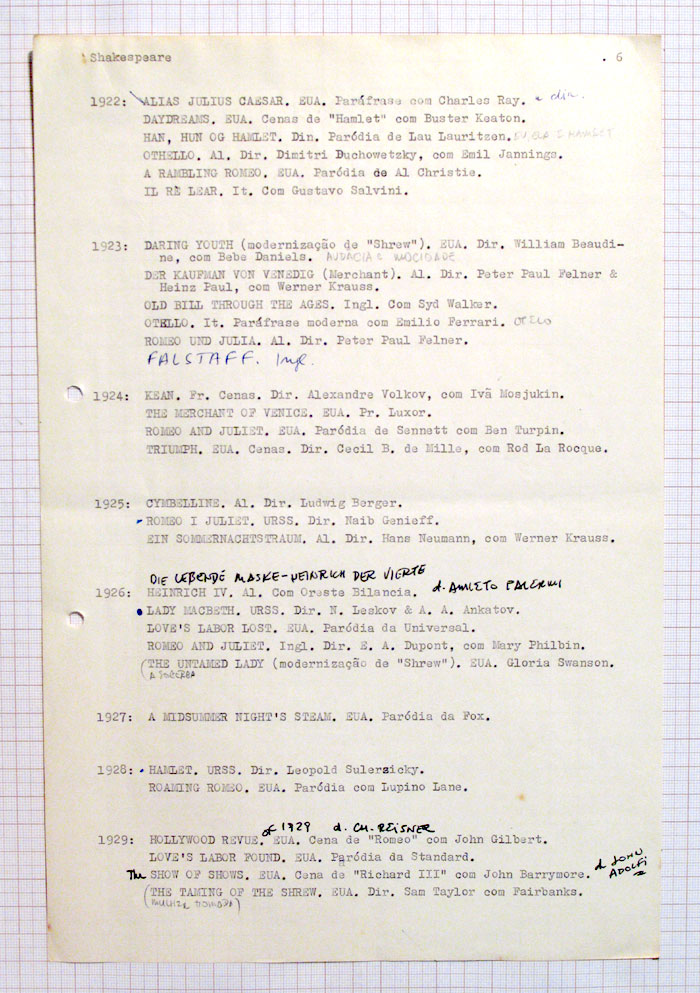 Shakespeare . 6
1922: ALIAS JULIUS CAESAR. EUA. Paráfrase com Charles Ray. e dir.
DAYDREAMS. EUA. Cenas de "Hamlet" com Buster Keaton.
HAN, HUN OG HAMLET. Din. Paródia de Lau Lauritzen. EU, ELA E HAMLET
OTHELLO. Al. Dir. Dimitri Duchowetzky, com Emil Jannings.
A RAMBLING ROMEO. EUA. Paródia de Al Christie.
IL RÈ LEAR. It. Com Gustavo Salvini.
1923: DARING YOUTH (modernização de "Shrew"). EUA. Dir. William Beaudi-
ne, com Bebe Daniels. AUDACIA E MOCIDADE
DER KAUFMAN VON VENEDIG (Merchant). Al. Dir. Peter Paul Felner &
Heinz Paul, com Werner Krauss.
OLD BILL THROUGH THE AGES. Ingl. Com Syd Walker.
OTELLO. It. Paráfrase moderna com Emilio Ferrari. OTELO
ROMEO UND JULIA. Al. Dir. Peter Paul Felner.
FALSTAFF. Ingl.
1924: KEAN. Fr. Cenas. Dir. Alexandre Volkov, com Ivã Mosjukin.
THE MERCHANT OF VENICE. EUA. Pr. Luxor.
ROMEO AND JULIET. EUA. Paródia de Sennett com Ben Turpin.
TRIUMPH. EUA. Cenas. Dir. Cecil B. de Mille, com Rod La Rocque.
1925: CYMBELLINE. Al. Dir. Ludwig Berger.
ROMEO I JULIET. URSS. Dir. Naib Genieff.
EIN SOMMERNACHTSTRAUM. Al. Dir. Hans Neumann, com Werner Krauss.
DIE LEBENDE MASKE-HEINRICH DER VIERTE
1926: HEINRICH IV. Al. Com Oreste Bilancia. d. AMLETO PALERMI
LADY MACBETH. URSS. Dir. N. Leskov & A. A. Ankatov.
LOVE'S LABOR LOST. EUA. Paródia da Universal.
ROMEO AND JULIET. Ingl. Dir. E. A. Dupont, com Mary Philbin.
(THE UNTAMED LADY (modernização de "Shrew"). EUA. Gloria Swanson.
A SOBERBA
1927: A MIDSUMMER NIGHT'S STEAM. EUA. Paródia da Fox.
1928: HAMLET. URSS. Dir. Leopold Sulerzicky.
ROAMING ROMEO. EUA. Paródia com Lupino Lane.
of 1929 d. CH. REISNER
1929: HOLLYWOOD REVUE. EUA. Cena de "Romeo" com John Gilbert.
LOVE'S LABOR FOUND. EUA. Paródia da Standard.
The SHOW OF SHOWS. EUA. Cena de "Richard III" com John Barrymore. d JOHN ADOLFI
(THE TAMING OF THE SHREW. EUA. Dir. Sam Taylor com Fairbanks.
MULHER DOMADA)